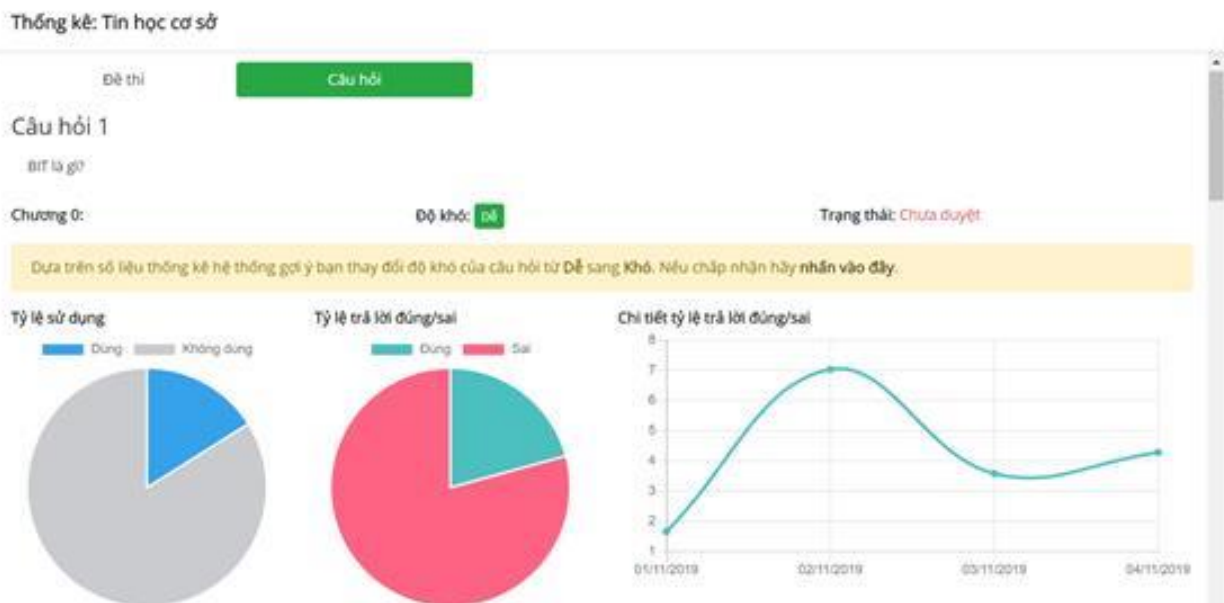 Thống kê: Tin học cơ sở
Đề thi
Câu hỏi
Câu hỏi 1
BIT là gì?
Chương 0:
Độ khó: Dễ
Trạng thái: Chưa duyệt
Dựa trên số liệu thống kê hệ thống gợi ý bạn thay đổi độ khó của câu hỏi từ Dễ sang Khó. Nếu chấp nhận hãy nhấn vào đây.
Tỷ lệ sử dụng
Dùng Không dùng
Tỷ lệ trả lời đúng/sai
Đúng Sai
Chi tiết tỷ lệ trả lời đúng/sai
8
7
6
5
4
3
2
1
01/11/2019 02/11/2019 03/11/2019 04/11/2019